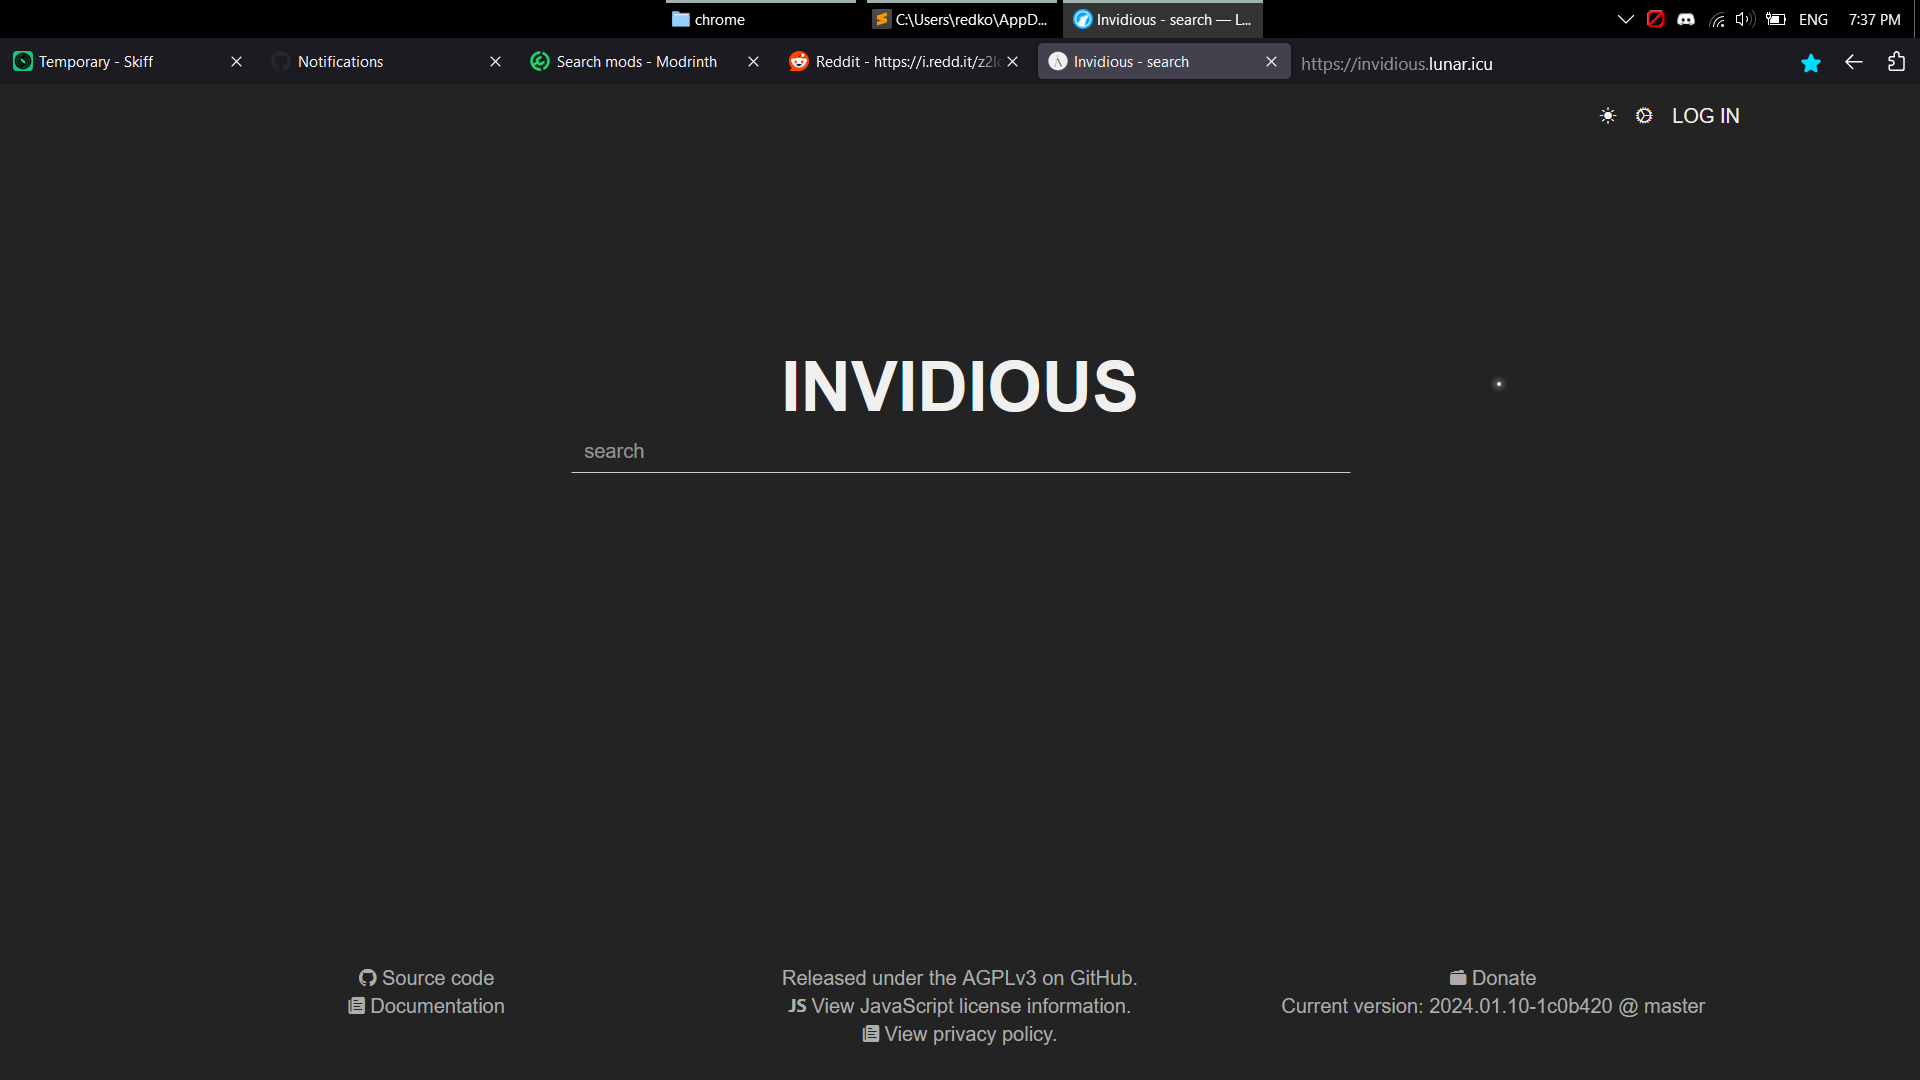 chrome
C:\Users\redko\AppD...
Invidious - search — L...
ENG
7:37 PM
Temporary - Skiff
Notifications
Search mods - Modrinth
Reddit - https://i.redd.it/z2l
Invidious - search
https://invidious.lunar.icu
LOG IN
INVIDIOUS
search
Source code
Documentation
Released under the AGPLv3 on GitHub.
JS View JavaScript license information.
View privacy policy.
Donate
Current version: 2024.01.10-1c0b420 @ master